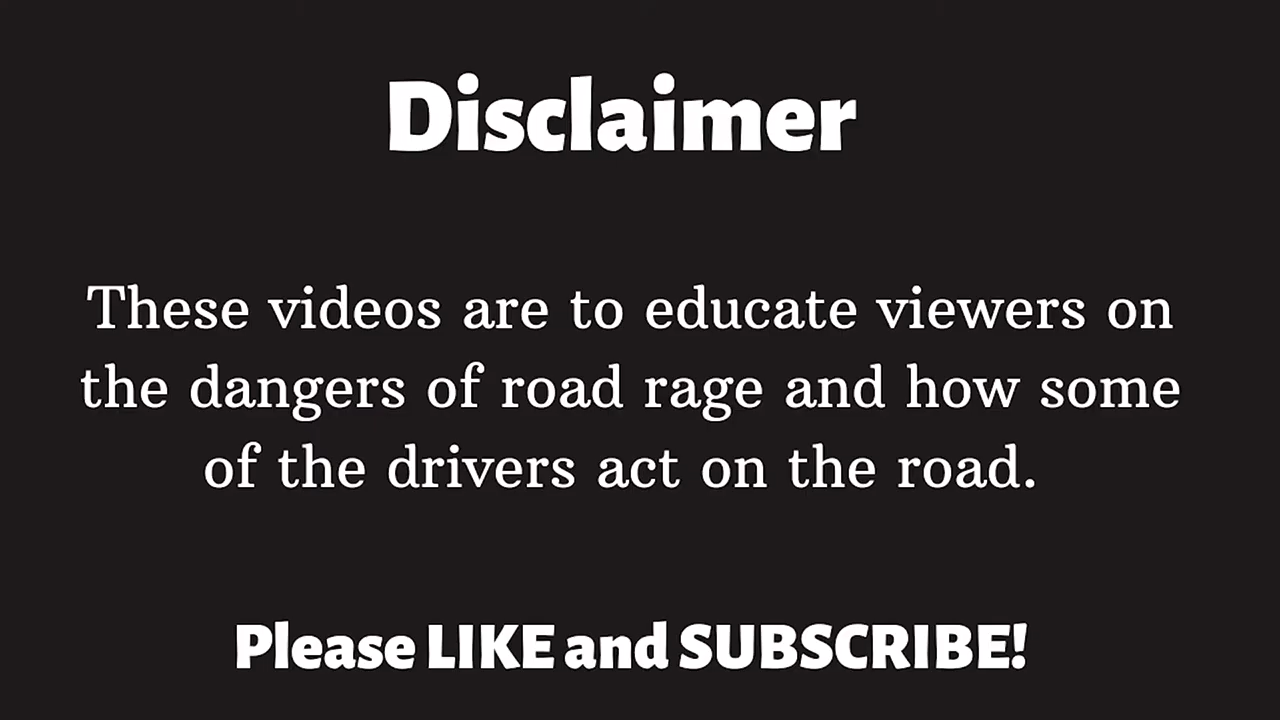 Disclaimer
These videos are to educate viewers on
the dangers of road rage and how some
of the drivers act on the road.
Please LIKE and SUBSCRIBE!